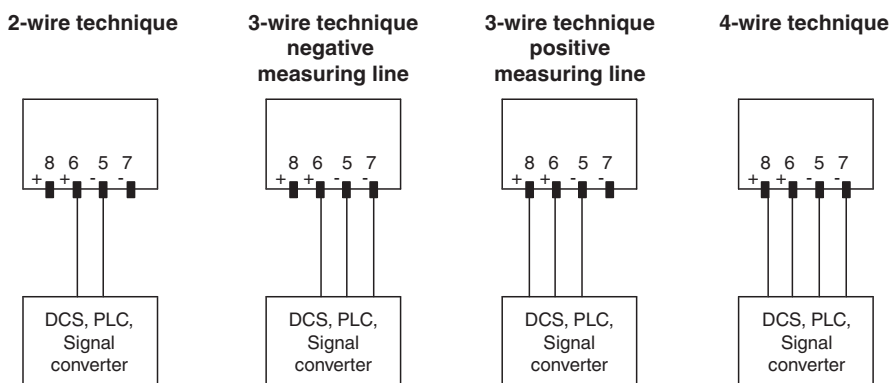 2-wire technique
3-wire technique
negative
measuring line
3-wire technique
positive
measuring line
4-wire technique
8 6 5 7
+ + - -
8 6 5 7
+ + - -
8 6 5 7
+ + - -
8 6 5 7
+ + - -
DCS, PLC,
Signal
converter
DCS, PLC,
Signal
converter
DCS, PLC,
Signal
converter
DCS, PLC,
Signal
converter